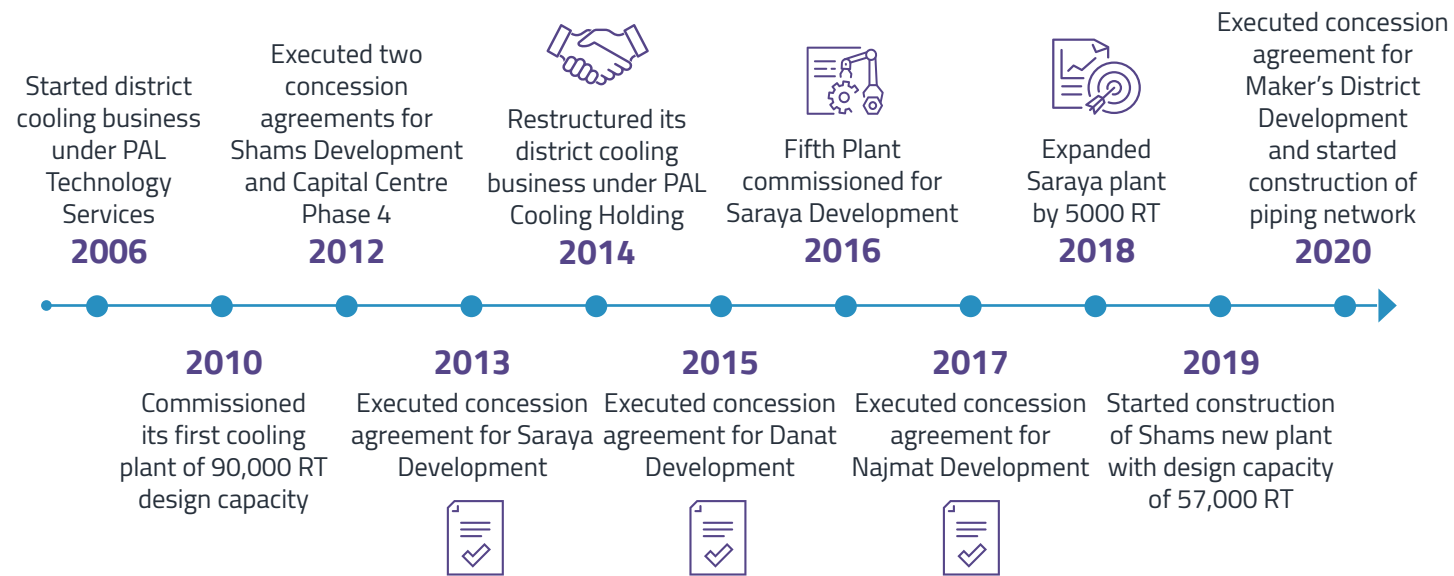 Started district
cooling business
under PAL
Technology
Services
2006
Executed two
concession
agreements for
Shams Development
and Capital Centre
Phase 4
2012
Restructured its
district cooling
business under PAL
Cooling Holding
2014
Fifth Plant
commissioned for
Saraya Development
2016
Expanded
Saraya plant
by 5000 RT
2018
Executed concession
agreement for
Maker's District
Development
and started
construction of
piping network
2020
2010
Commissioned
its first cooling
plant of 90,000 RT
design capacity
2013
Executed concession
agreement for Saraya
Development
2015
Executed concession
agreement for Danat
Development
2017
Executed concession
agreement for
Najmat Development
2019
Started construction
of Shams new plant
with design capacity
of 57,000 RT